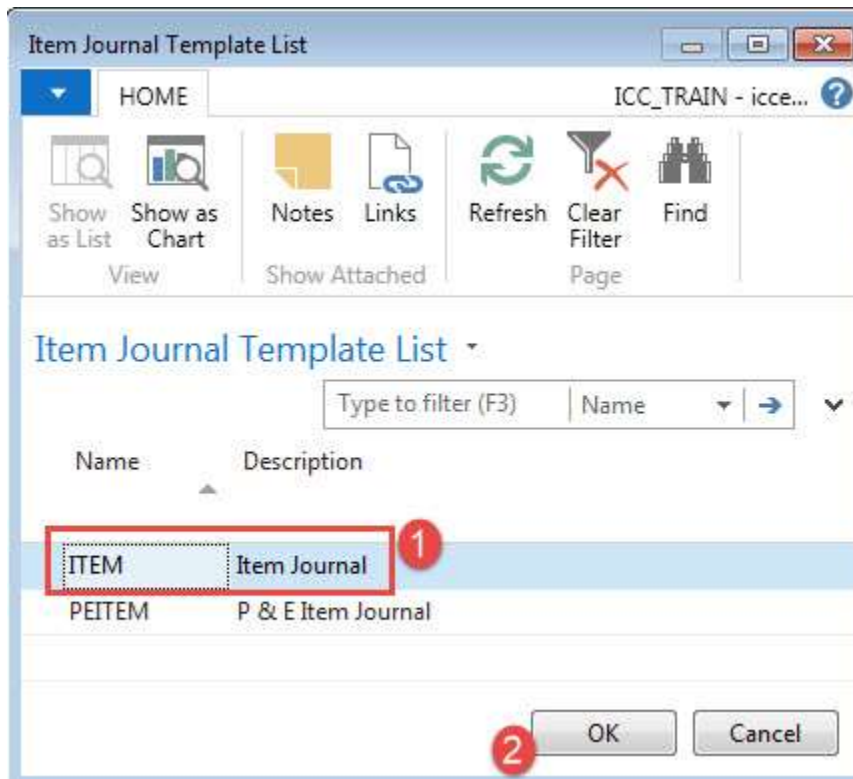 Item Journal Template List
HOME
ICC_TRAIN - icce...
Show as List
Show as Chart
Notes
Links
Refresh
Clear Filter
Find
View
Show Attached
Page
Item Journal Template List
Type to filter (F3)
Name
Name
Description
ITEM
Item Journal
1
PEITEM
P & E Item Journal
2
OK
Cancel